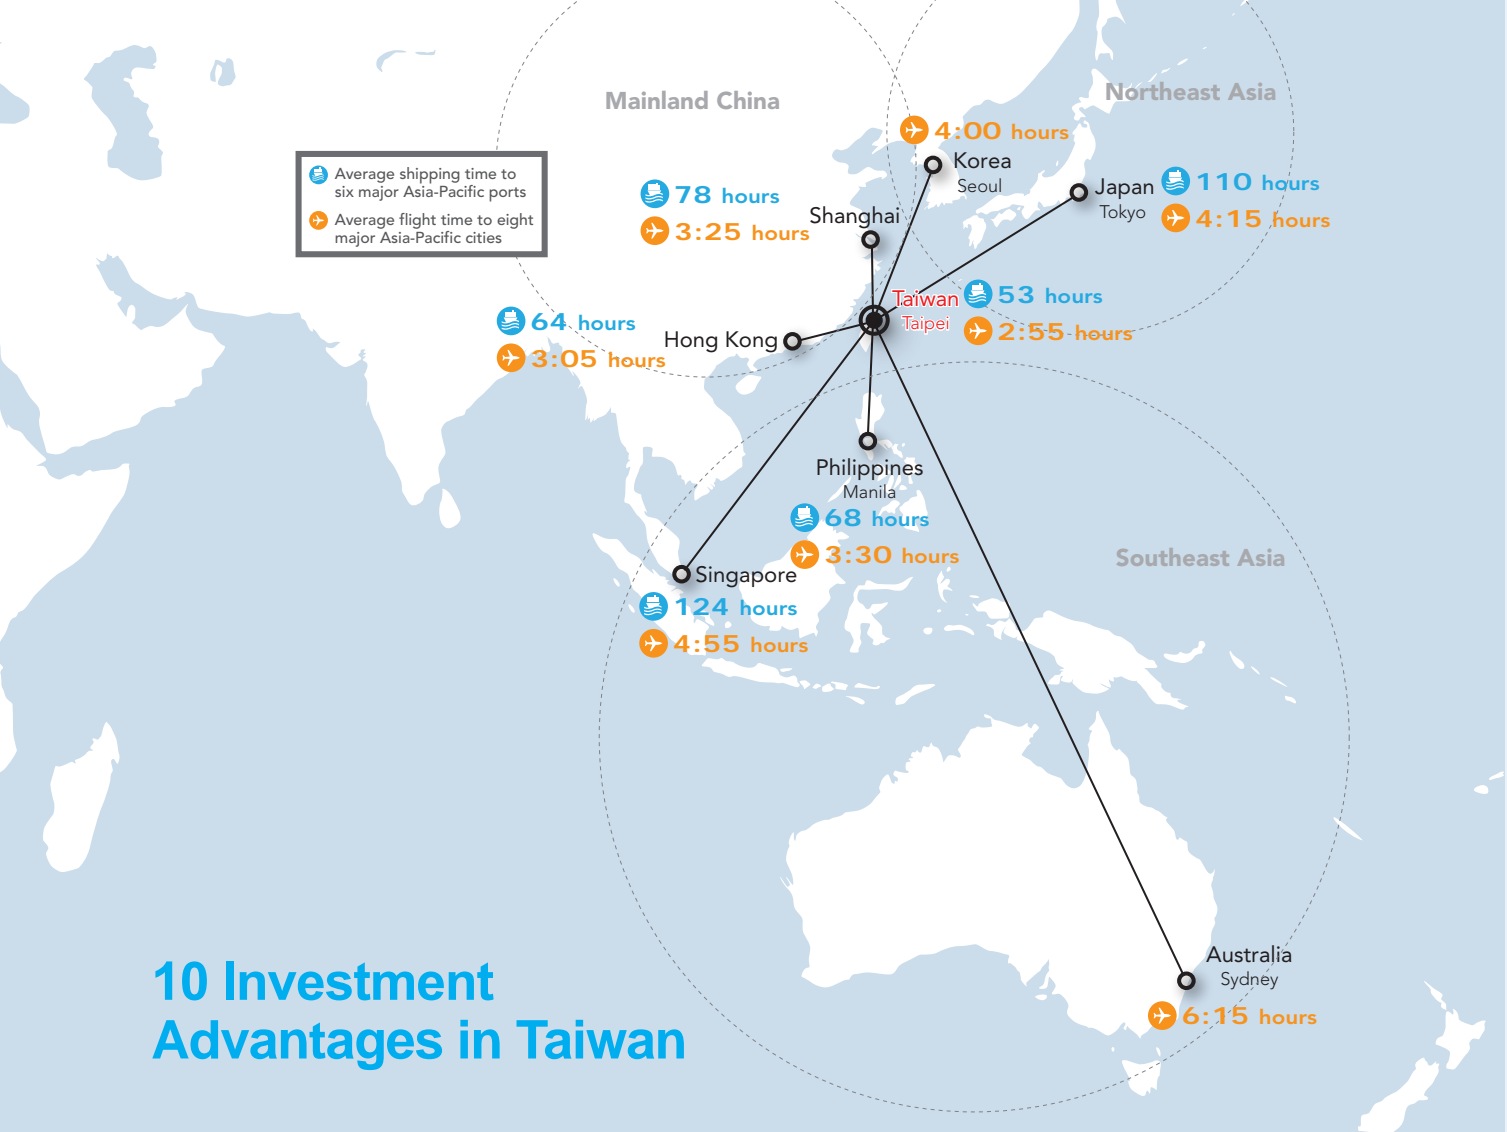 Mainland China
Northeast Asia
Average shipping time to
six major Asia-Pacific ports
Average flight time to eight
major Asia-Pacific cities
4:00 hours
Korea
Seoul
78 hours
3:25 hours
Shanghai
Japan
Tokyo
110 hours
4:15 hours
Taiwan
Taipei
53 hours
2:55 hours
64 hours
3:05 hours
Hong Kong
Philippines
Manila
68 hours
3:30 hours
Southeast Asia
Singapore
124 hours
4:55 hours
Australia
Sydney
6:15 hours
10 Investment
Advantages in Taiwan